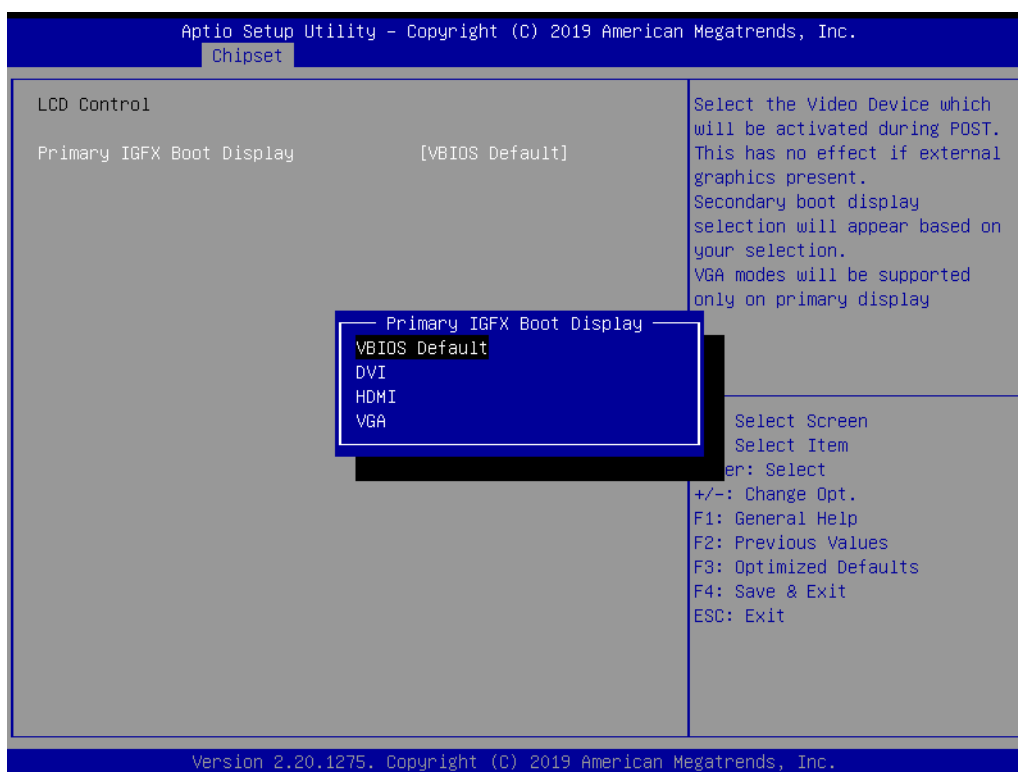 Aptio Setup Utility – Copyright (C) 2019 American Megatrends, Inc.
Chipset
LCD Control
Primary IGFX Boot Display [VBIOS Default]
Select the Video Device which
will be activated during POST.
This has no effect if external
graphics present.
Secondary boot display
selection will appear based on
your selection.
VGA modes will be supported
only on primary display
Primary IGFX Boot Display
VBIOS Default
DVI
HDMI
VGA
Select Screen
Select Item
er: Select
+/-: Change Opt.
F1: General Help
F2: Previous Values
F3: Optimized Defaults
F4: Save & Exit
ESC: Exit
Version 2.20.1275. Copyright (C) 2019 American Megatrends, Inc.